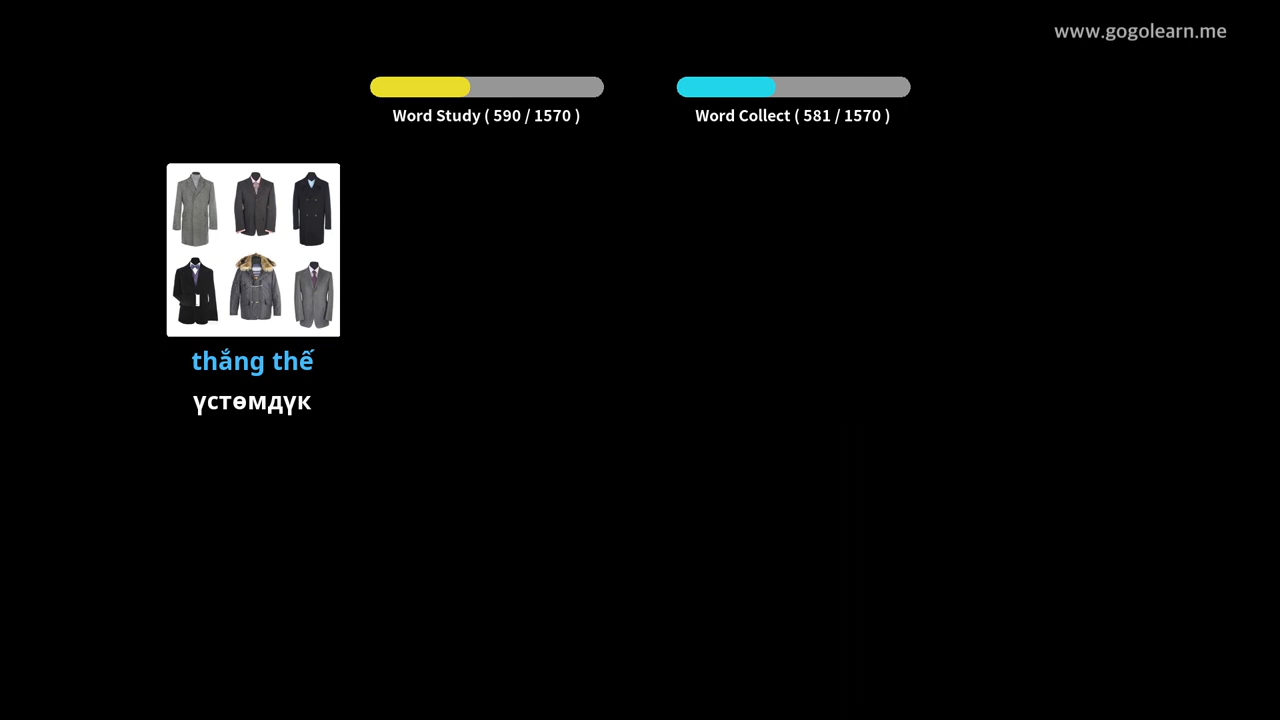 www.gogolearn.me
Word Study ( 590 / 1570 )
Word Collect ( 581 / 1570 )
thắng thế
үстөмдүк